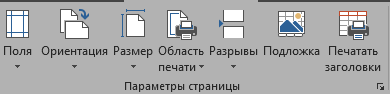 Поля Ориентация Размер Область печати Разрывы Подложка Печатать заголовки
Параметры страницы